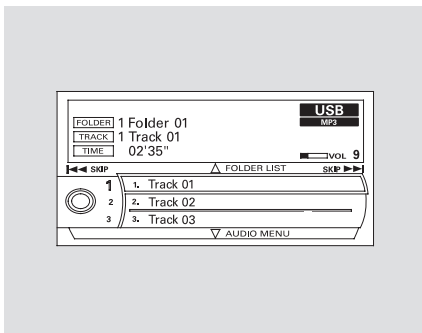 USB
MP3
FOLDER 1 Folder 01
TRACK 1 Track 01
TIME 02'35"
VOL 9
SKIP FOLDER LIST SKIP
1 1. Track 01
2 2. Track 02
3 3. Track 03
AUDIO MENU